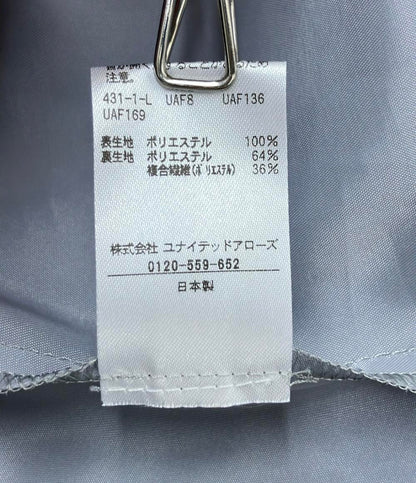 注意。
431-1-L UAF8 UAF136
UAF169
表生地 ポリエステル 100%
裏生地 ポリエステル 64%
複合繊維(ポリエステル) 36%
株式会社 ユナイテッドアローズ
0120-559-652
日本製